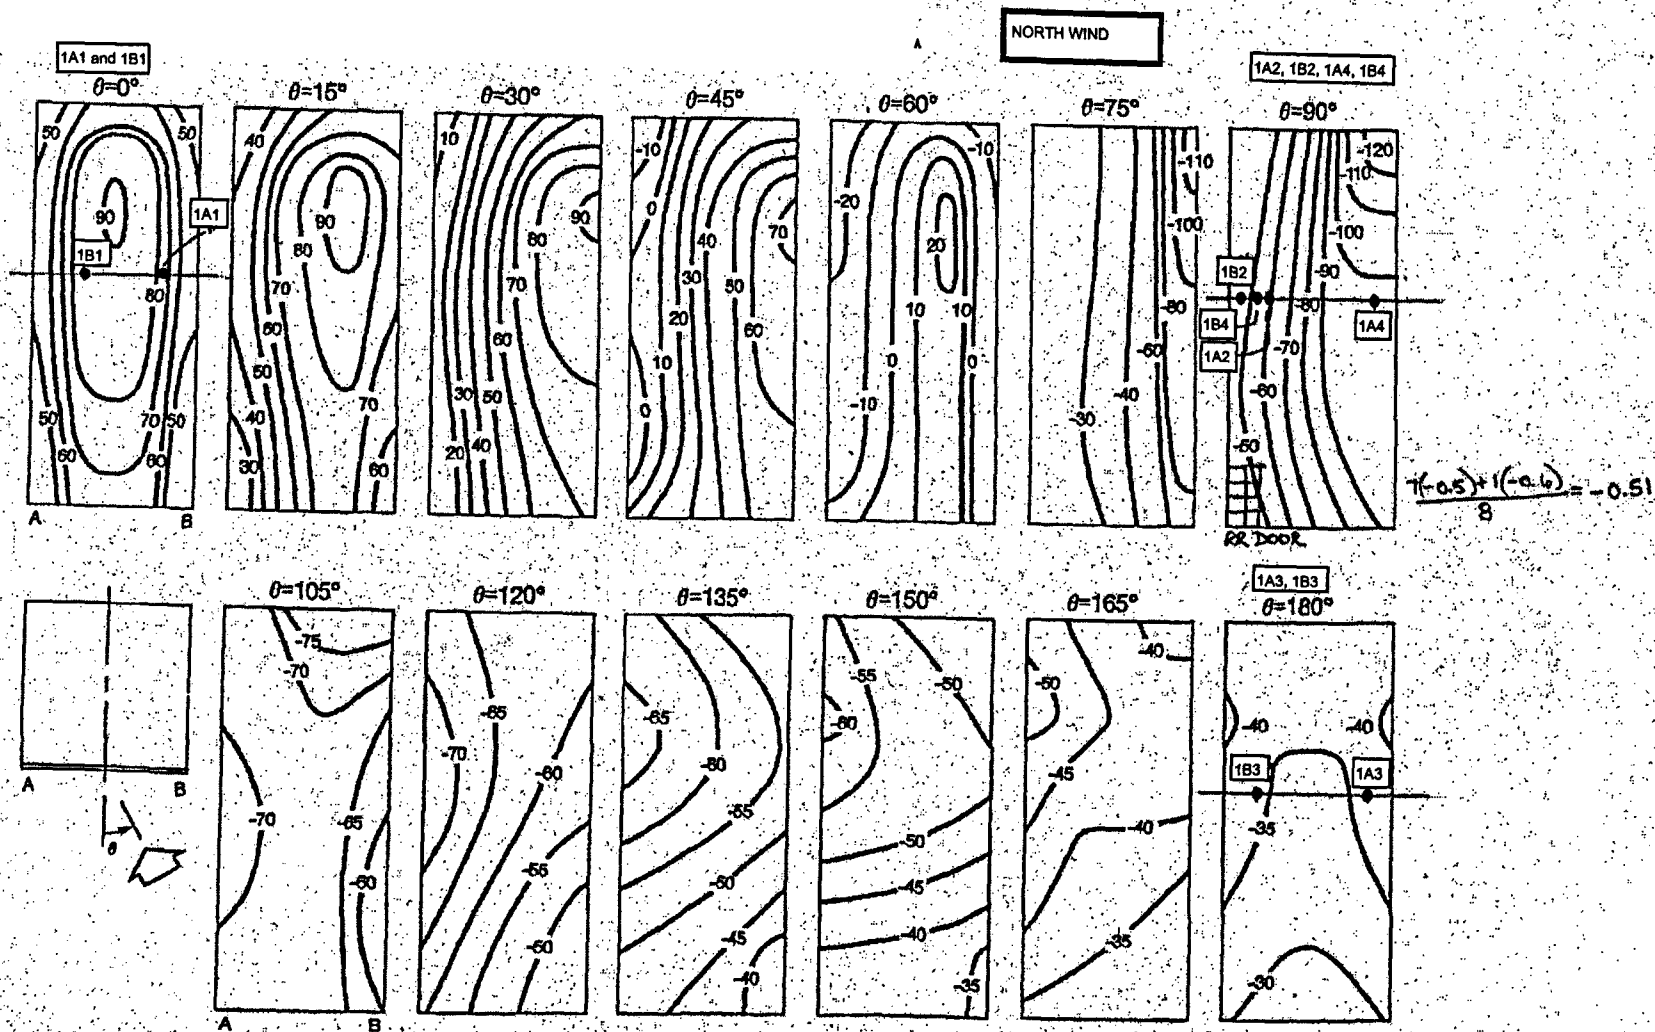 NORTH WIND
1A1 and 1B1
1A2, 1B2, 1A4, 1B4
θ=0° θ=15° θ=30° θ=45° θ=60° θ=75° θ=90°
50 50 90 1B1 1A1 80 50 60 70 50 60
A B
40 90 80 70 60 50 40 30 70 60
10 90 80 70 60 30 50 20 40
-10 0 40 70 30 50 20 60 10 0
-10 -20 20 10 10 0 0 -10
-110 -100 -80 -60 -40 -30
-120 -110 -100 -90 1B2 -80 1B4 1A4 1A2 -70 -60 -50
7(-0.5)+1(-0.6)
8
= -0.51
RR DOOR
1A3, 1B3
θ=105° θ=120° θ=135° θ=150° θ=165° θ=180°
A B
θ
-75 -70 -70 -65 -60
A B
-65 -70 -60 -55 -50
-65 -60 -55 -50 -45 -40
-55 -50 -60 -50 -45 -40 -35
-40 -50 -45 -40 -35
-40 -40 1B3 1A3 -35 -30